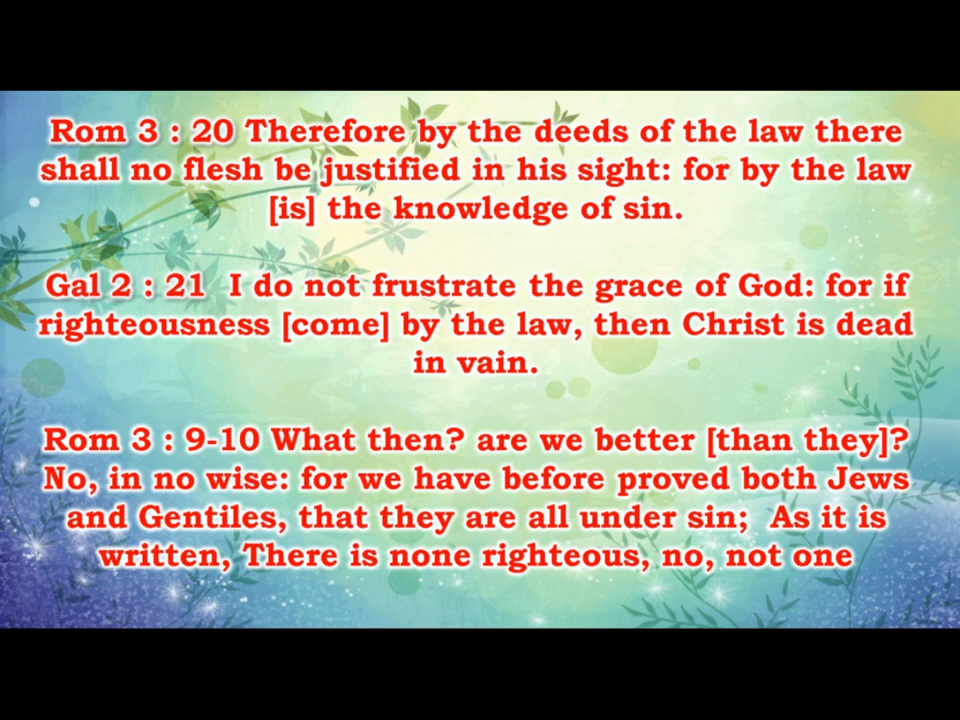 Rom 3 : 20 Therefore by the deeds of the law there
shall no flesh be justified in his sight: for by the law
[is] the knowledge of sin.
Gal 2 : 21 I do not frustrate the grace of God: for if
righteousness [come] by the law, then Christ is dead
in vain.
Rom 3 : 9-10 What then? are we better [than they]?
No, in no wise: for we have before proved both Jews
and Gentiles, that they are all under sin; As it is
written, There is none righteous, no, not one